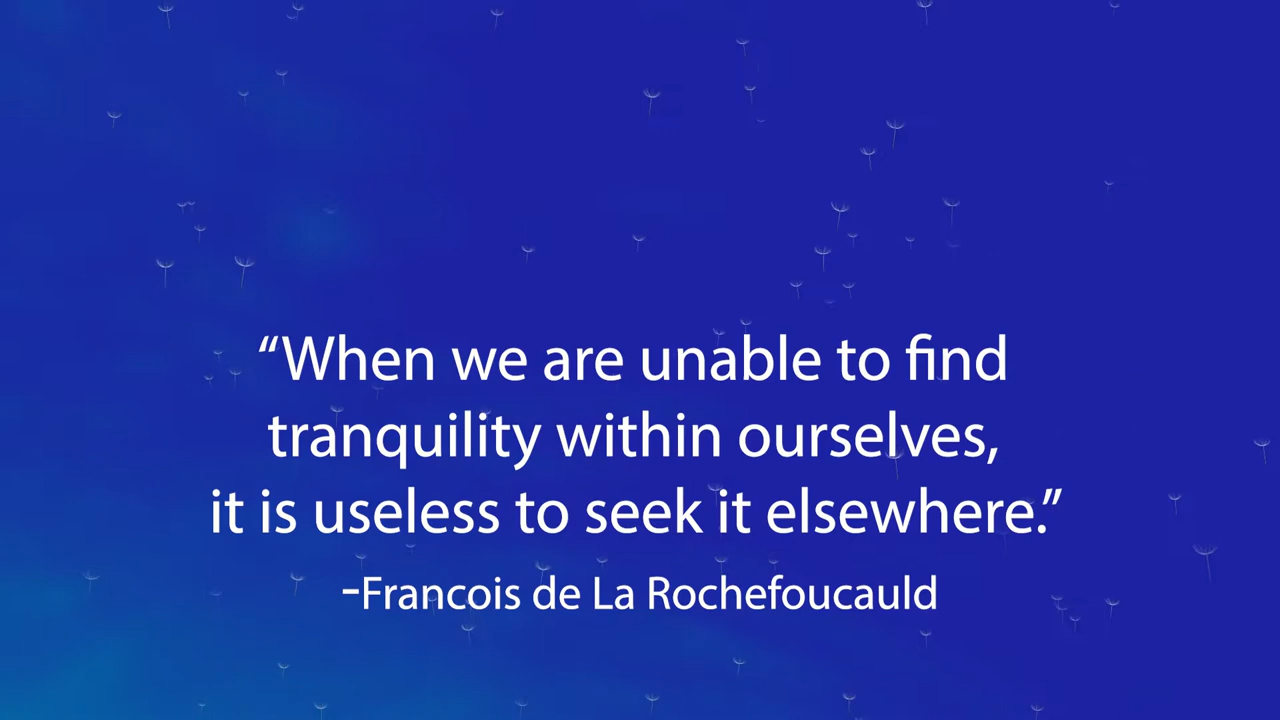 “When we are unable to find
tranquility within ourselves,
it is useless to seek it elsewhere.”
-Francois de La Rochefoucauld